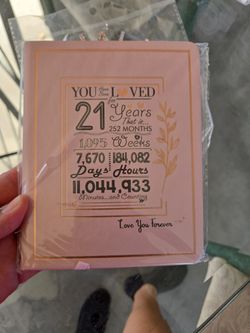 YOU Have Been LOVED
for
21 Years
That is...
252 MONTHS
1,095 Weeks
7,670 184,082
Days Hours
11,044,933
Minutes...and Counting
Love You Forever